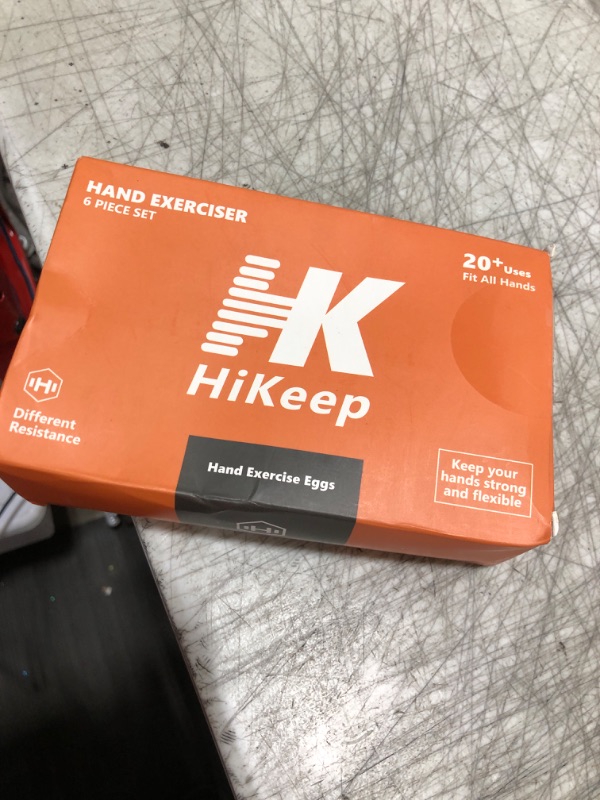 HAND EXERCISER
6 PIECE SET
20+ Uses
Fit All Hands
HK
HiKeep
Different
Resistance
Hand Exercise Eggs
Keep your
hands strong
and flexible